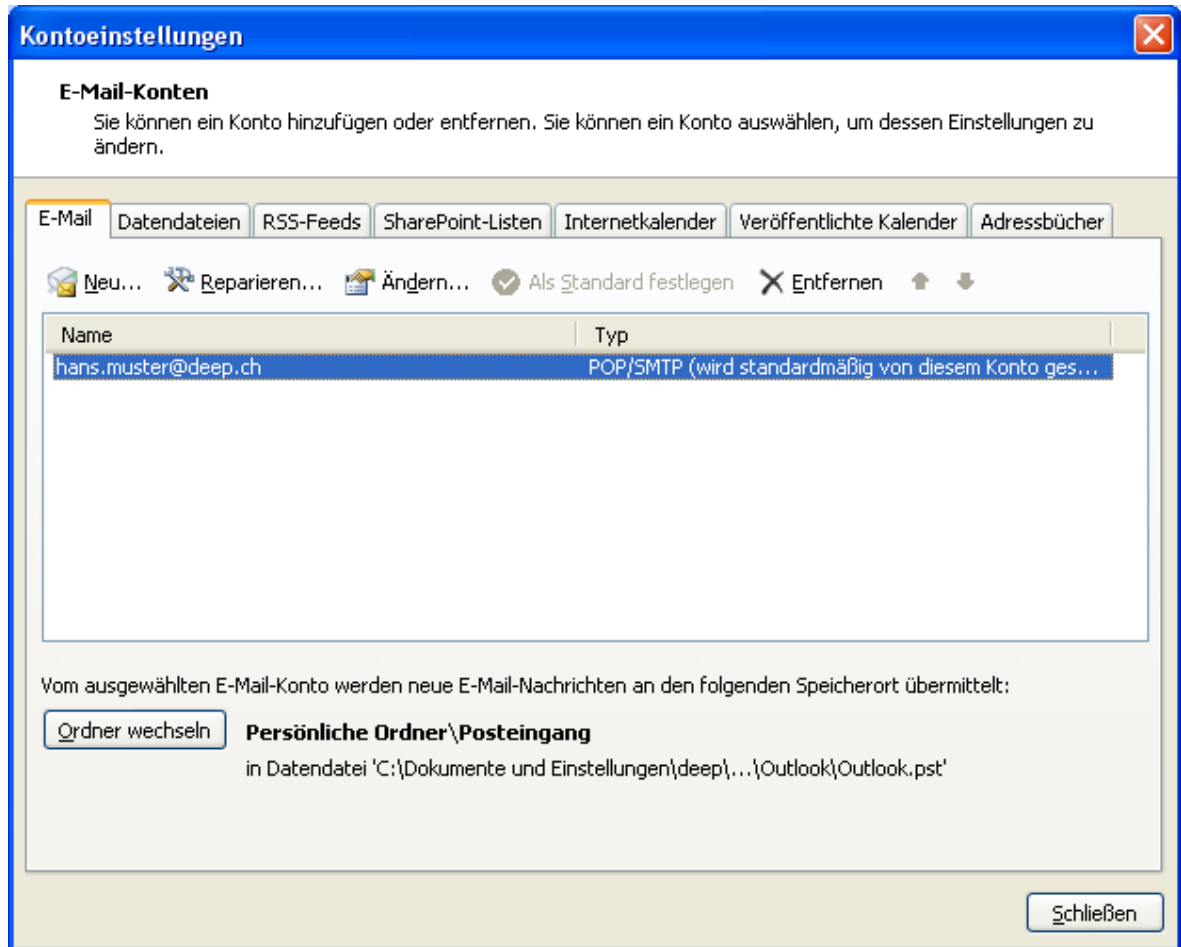 Kontoeinstellungen
E-Mail-Konten
Sie können ein Konto hinzufügen oder entfernen. Sie können ein Konto auswählen, um dessen Einstellungen zu
ändern.
E-Mail Datendateien RSS-Feeds SharePoint-Listen Internetkalender Veröffentlichte Kalender Adressbücher
Neu... Reparieren... Ändern... Als Standard festlegen Entfernen
Name Typ
hans.muster@deep.ch POP/SMTP (wird standardmäßig von diesem Konto ges...
Vom ausgewählten E-Mail-Konto werden neue E-Mail-Nachrichten an den folgenden Speicherort übermittelt:
Ordner wechseln Persönliche Ordner\Posteingang
in Datendatei 'C:\Dokumente und Einstellungen\deep\...\Outlook\Outlook.pst'
Schließen